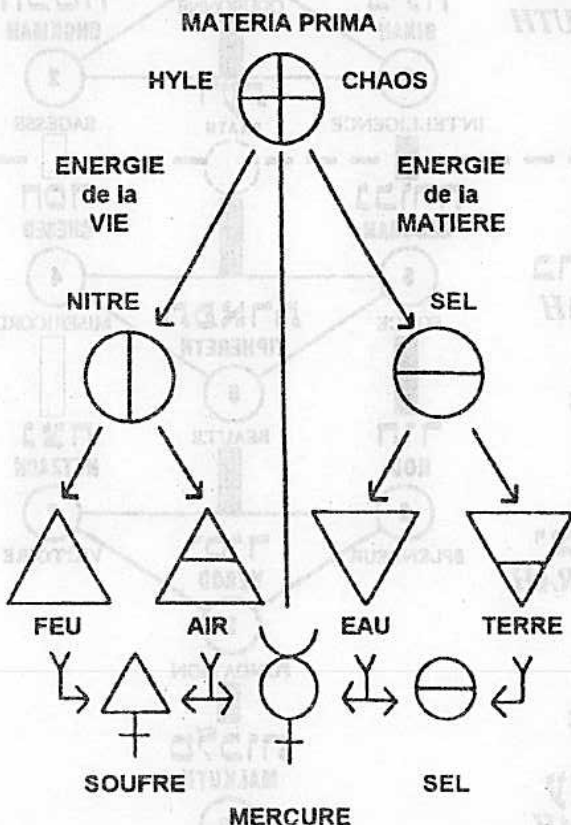 MATERIA PRIMA
HYLE CHAOS
ENERGIE
de la
VIE
ENERGIE
de la
MATIERE
NITRE SEL
FEU AIR EAU TERRE
SOUFRE SEL
MERCURE